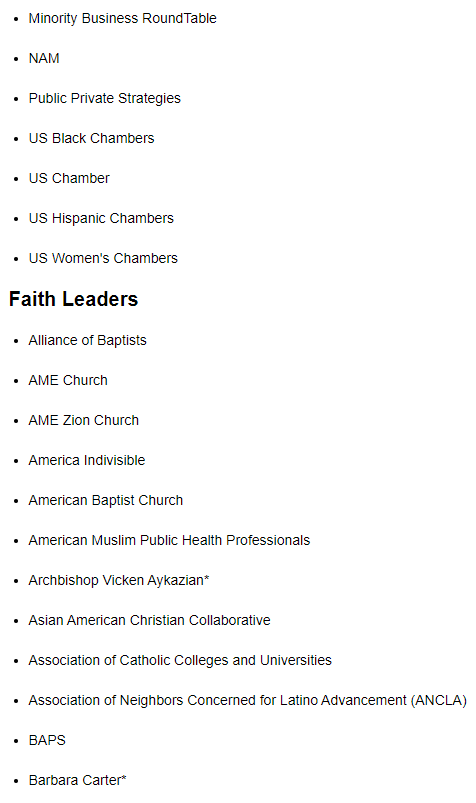 Minority Business RoundTable
NAM
Public Private Strategies
US Black Chambers
US Chamber
US Hispanic Chambers
US Women's Chambers
Faith Leaders
Alliance of Baptists
AME Church
AME Zion Church
America Indivisible
American Baptist Church
American Muslim Public Health Professionals
Archbishop Vicken Aykazian*
Asian American Christian Collaborative
Association of Catholic Colleges and Universities
Association of Neighbors Concerned for Latino Advancement (ANCLA)
BAPS
Barbara Carter*